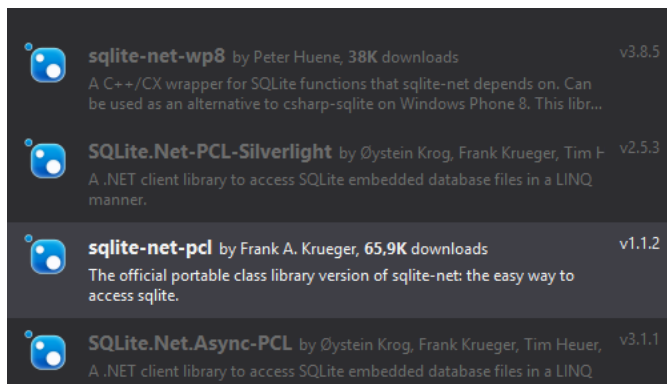 sqlite-net-wp8 by Peter Huene, 38K downloads v3.8.5
A C++/CX wrapper for SQLite functions that sqlite-net depends on. Can
be used as an alternative to csharp-sqlite on Windows Phone 8. This libr...
SQLite.Net-PCL-Silverlight by Øystein Krog, Frank Krueger, Tim H v2.5.3
A .NET client library to access SQLite embedded database files in a LINQ
manner.
sqlite-net-pcl by Frank A. Krueger, 65,9K downloads v1.1.2
The official portable class library version of sqlite-net: the easy way to
access sqlite.
SQLite.Net.Async-PCL by Øystein Krog, Frank Krueger, Tim Heuer, v3.1.1
A .NET client library to access SQLite embedded database files in a LINQ